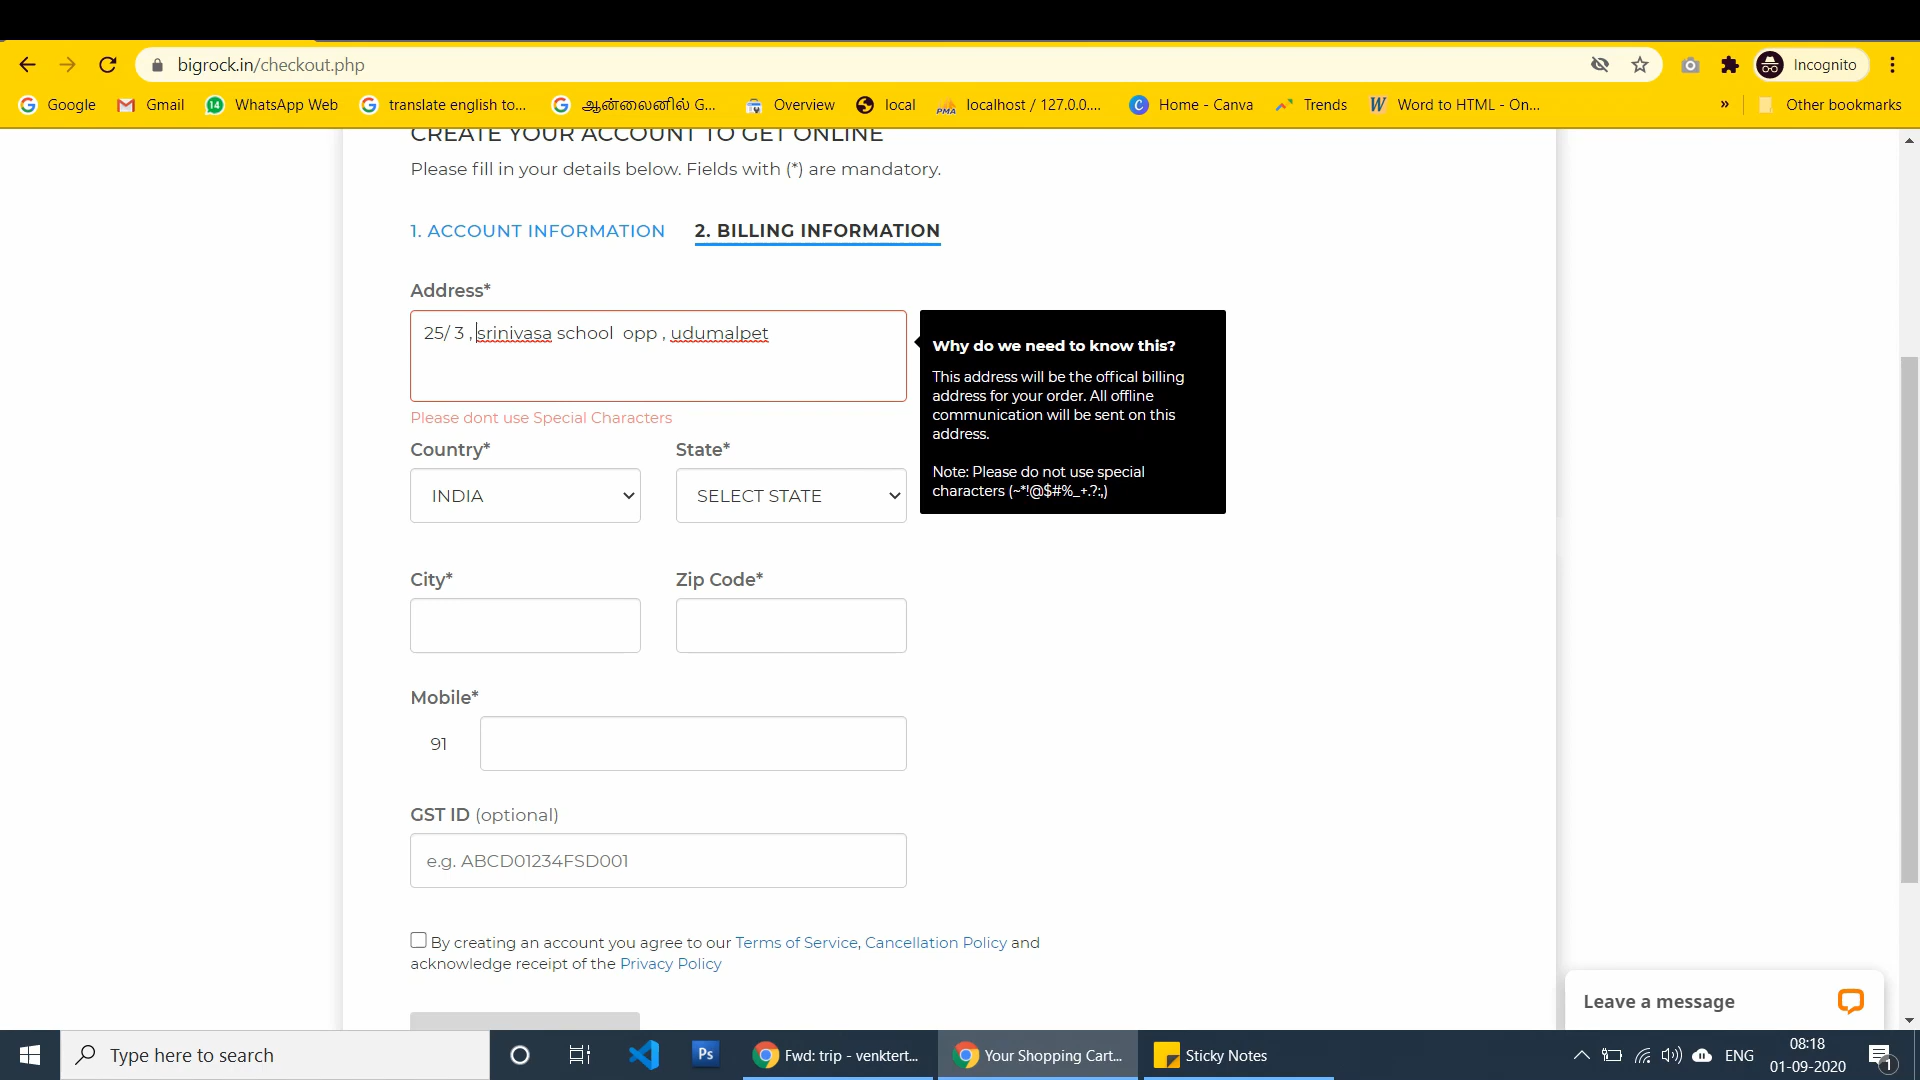 bigrock.in/checkout.php
Incognito
Google Gmail WhatsApp Web translate english to... ஆன்லைனில் G... Overview local localhost / 127.0.0.... Home - Canva Trends Word to HTML - On... » Other bookmarks
CREATE YOUR ACCOUNT TO GET ONLINE
Please fill in your details below. Fields with (*) are mandatory.
1. ACCOUNT INFORMATION 2. BILLING INFORMATION
Address*
25/ 3 , srinivasa school  opp , udumalpet
Why do we need to know this?
This address will be the offical billing
address for your order. All offline
communication will be sent on this
address.
Note: Please do not use special
characters (~*!@$#%_+.?:,)
Please dont use Special Characters
Country* State*
INDIA SELECT STATE
City* Zip Code*
Mobile*
91
GST ID (optional)
e.g. ABCD01234FSD001
By creating an account you agree to our Terms of Service, Cancellation Policy and
acknowledge receipt of the Privacy Policy
Leave a message
Type here to search
Ps
Fwd: trip - venktert...
Your Shopping Cart...
Sticky Notes
ENG
08:18
01-09-2020
1